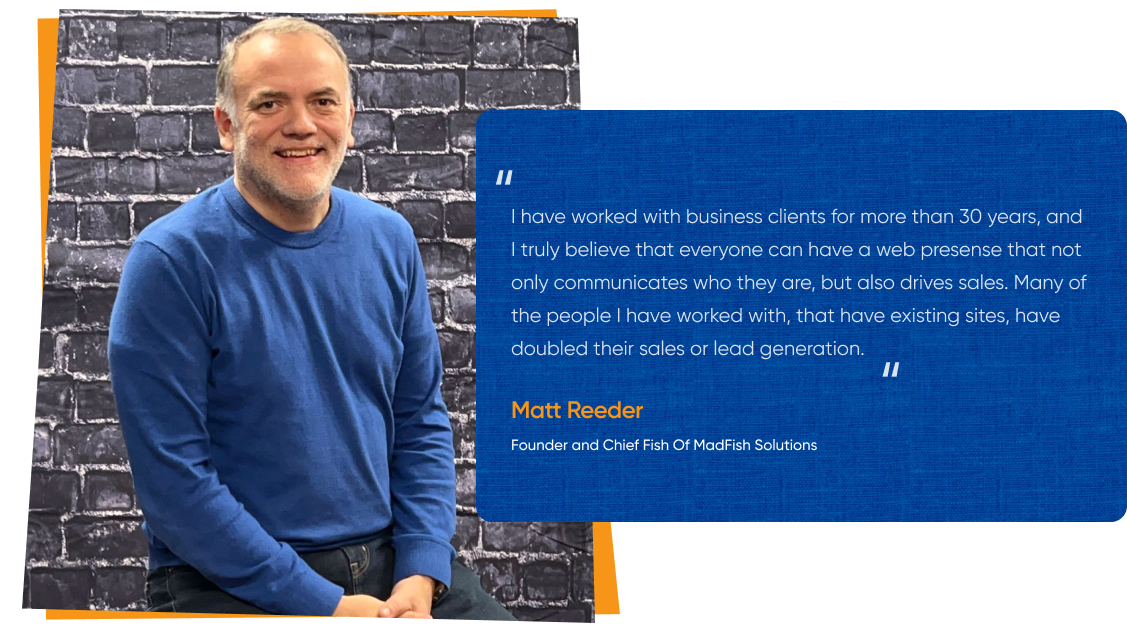 "
I have worked with business clients for more than 30 years, and
I truly believe that everyone can have a web presense that not
only communicates who they are, but also drives sales. Many of
the people I have worked with, that have existing sites, have
doubled their sales or lead generation.
"
Matt Reeder
Founder and Chief Fish Of MadFish Solutions